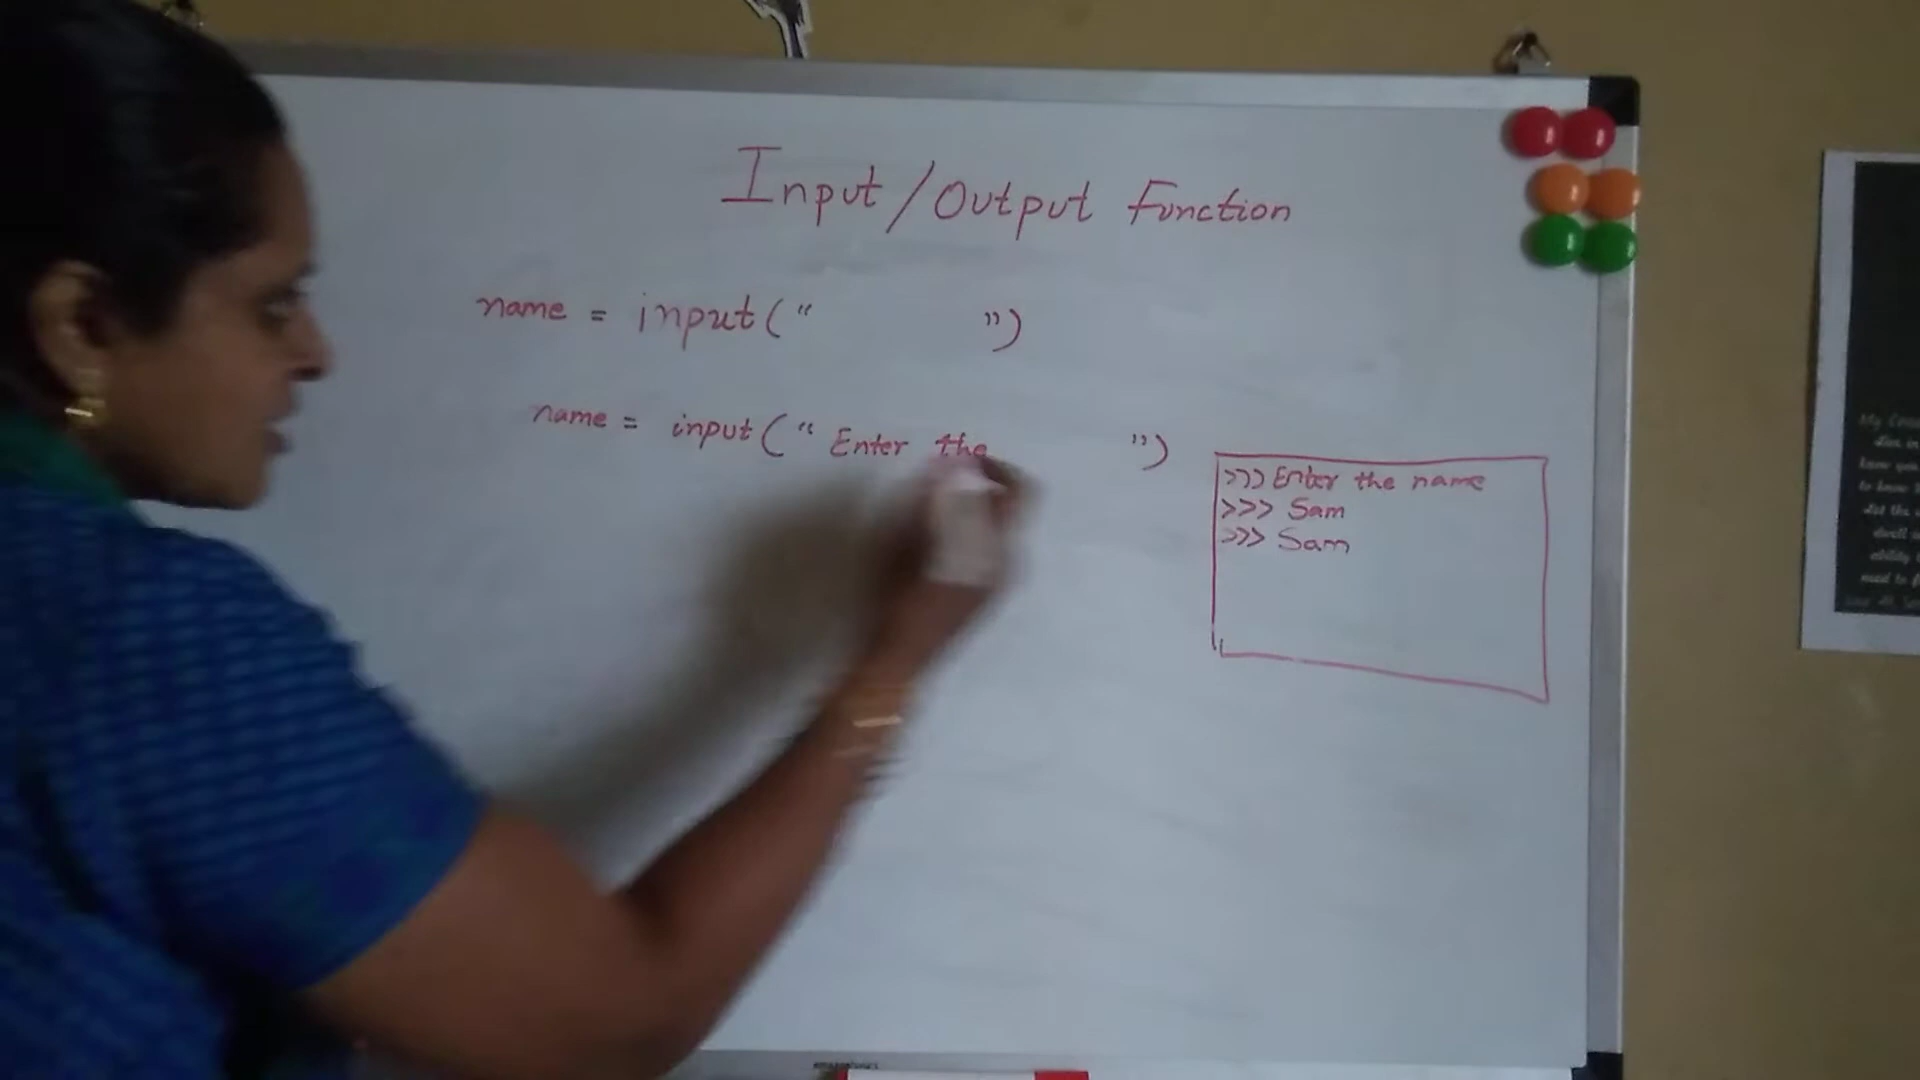 Input/Output Function
name = input("          ")
name = input("Enter the          ")
>>> Enter the name
>>> Sam
>>> Sam